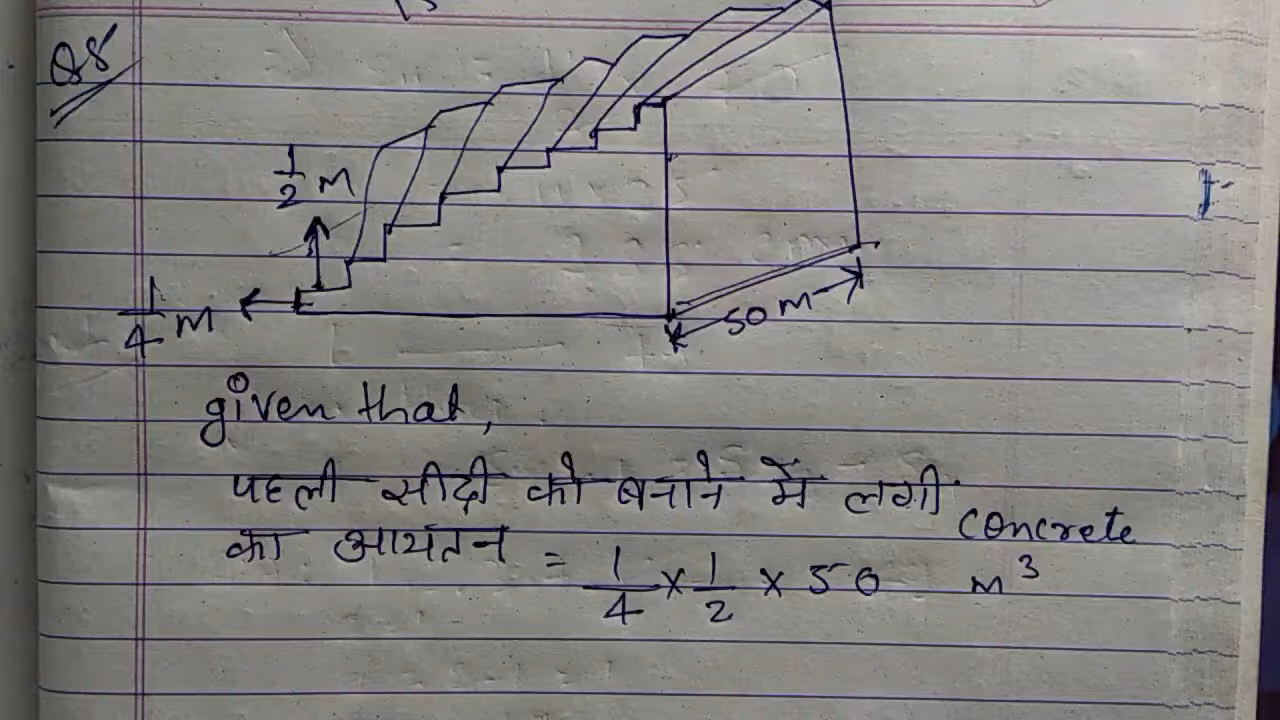 Q8
1/2 M
1/4 M
50 M
given that,
पहली सीढ़ी को बनाने में लगी concrete
का आयतन = 1/4 × 1/2 × 50 m³